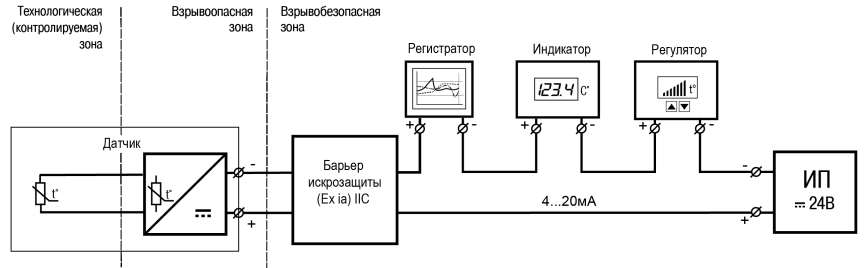 Технологическая
(контролируемая)
зона
Взрывоопасная
зона
Взрывобезопасная
зона
Регистратор
Индикатор
Регулятор
123.4 C°
t°
+ - + - + -
Датчик
t°
t°
-
+
Барьер
искрозащиты
(Ex ia) IIC
4...20мА
-
+
ИП
24В